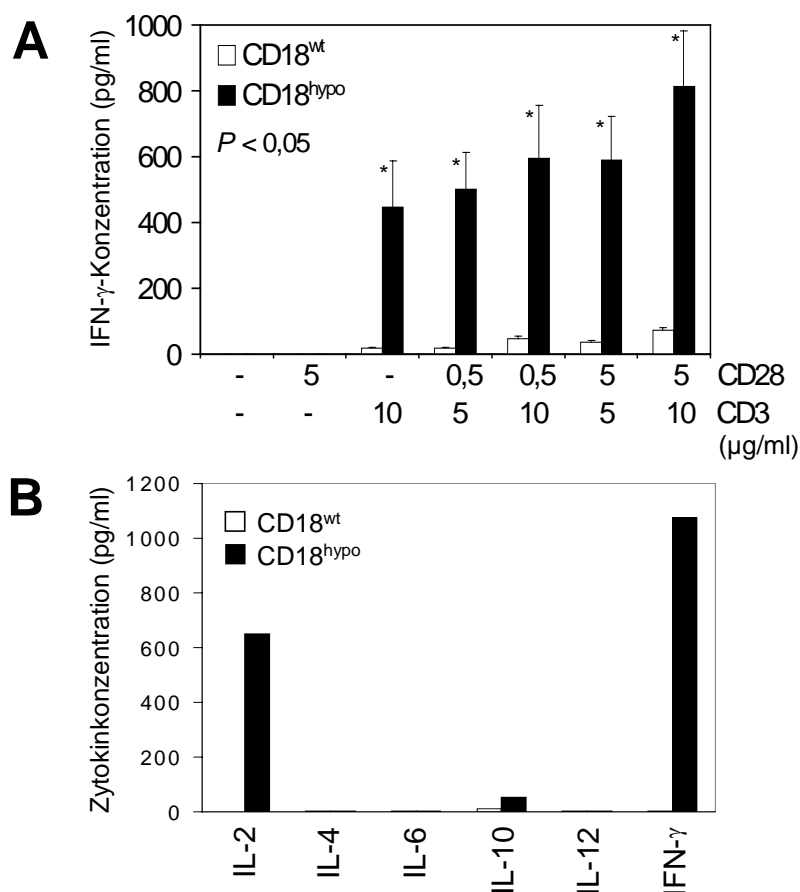 A
IFN-γ-Konzentration (pg/ml)
1000
800
600
400
200
0
CD18wt
CD18hypo
P < 0,05
* * * * *
- 5 - 0,5 0,5 5 5 CD28
- - 10 5 10 5 10 CD3
(µg/ml)
B
Zytokinkonzentration (pg/ml)
1200
1000
800
600
400
200
0
CD18wt
CD18hypo
IL-2
IL-4
IL-6
IL-10
IL-12
IFN-γ